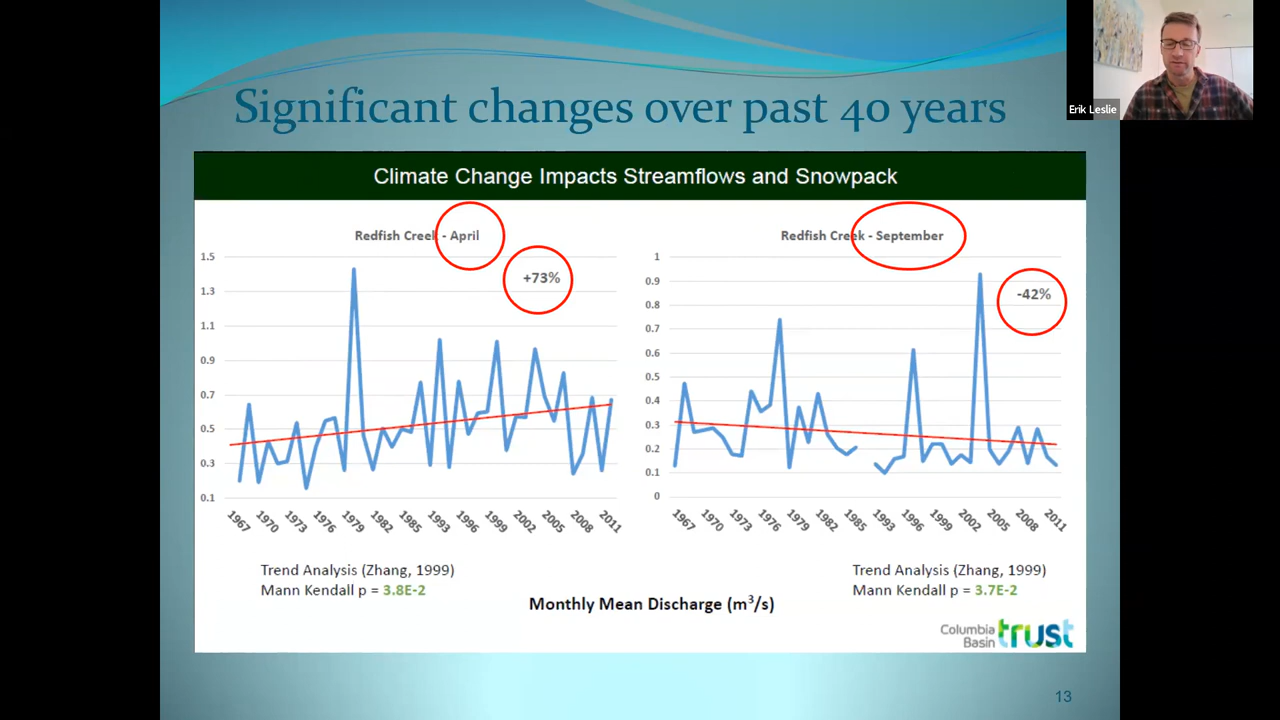 Erik Leslie
Significant changes over past 40 years
Climate Change Impacts Streamflows and Snowpack
Redfish Creek - April
+73%
1.5
1.3
1.1
0.9
0.7
0.5
0.3
0.1
1967 1970 1973 1976 1979 1982 1985 1993 1996 1999 2002 2005 2008 2011
Trend Analysis (Zhang, 1999)
Mann Kendall p = 3.8E-2
Redfish Creek - September
-42%
1
0.9
0.8
0.7
0.6
0.5
0.4
0.3
0.2
0.1
0
1967 1970 1973 1976 1979 1982 1985 1993 1996 1999 2002 2005 2008 2011
Trend Analysis (Zhang, 1999)
Mann Kendall p = 3.7E-2
Monthly Mean Discharge (m³/s)
Columbia
Basin trust
13